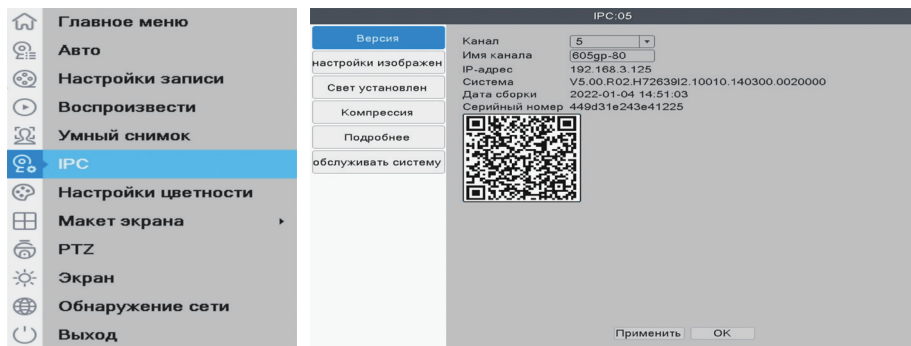 Главное меню
Авто
Настройки записи
Воспроизвести
Умный снимок
IPC
Настройки цветности
Макет экрана
PTZ
Экран
Обнаружение сети
Выход
IPC:05
Версия
настройки изображен
Свет установлен
Компрессия
Подробнее
обслуживать систему
Канал 5
Имя канала 605gp-80
IP-адрес 192.168.3.125
Система V5.00.R02.H72639I2.10010.140300.0020000
Дата сборки 2022-01-04 14:51:03
Серийный номер 449d31e243e41225
Применить OK